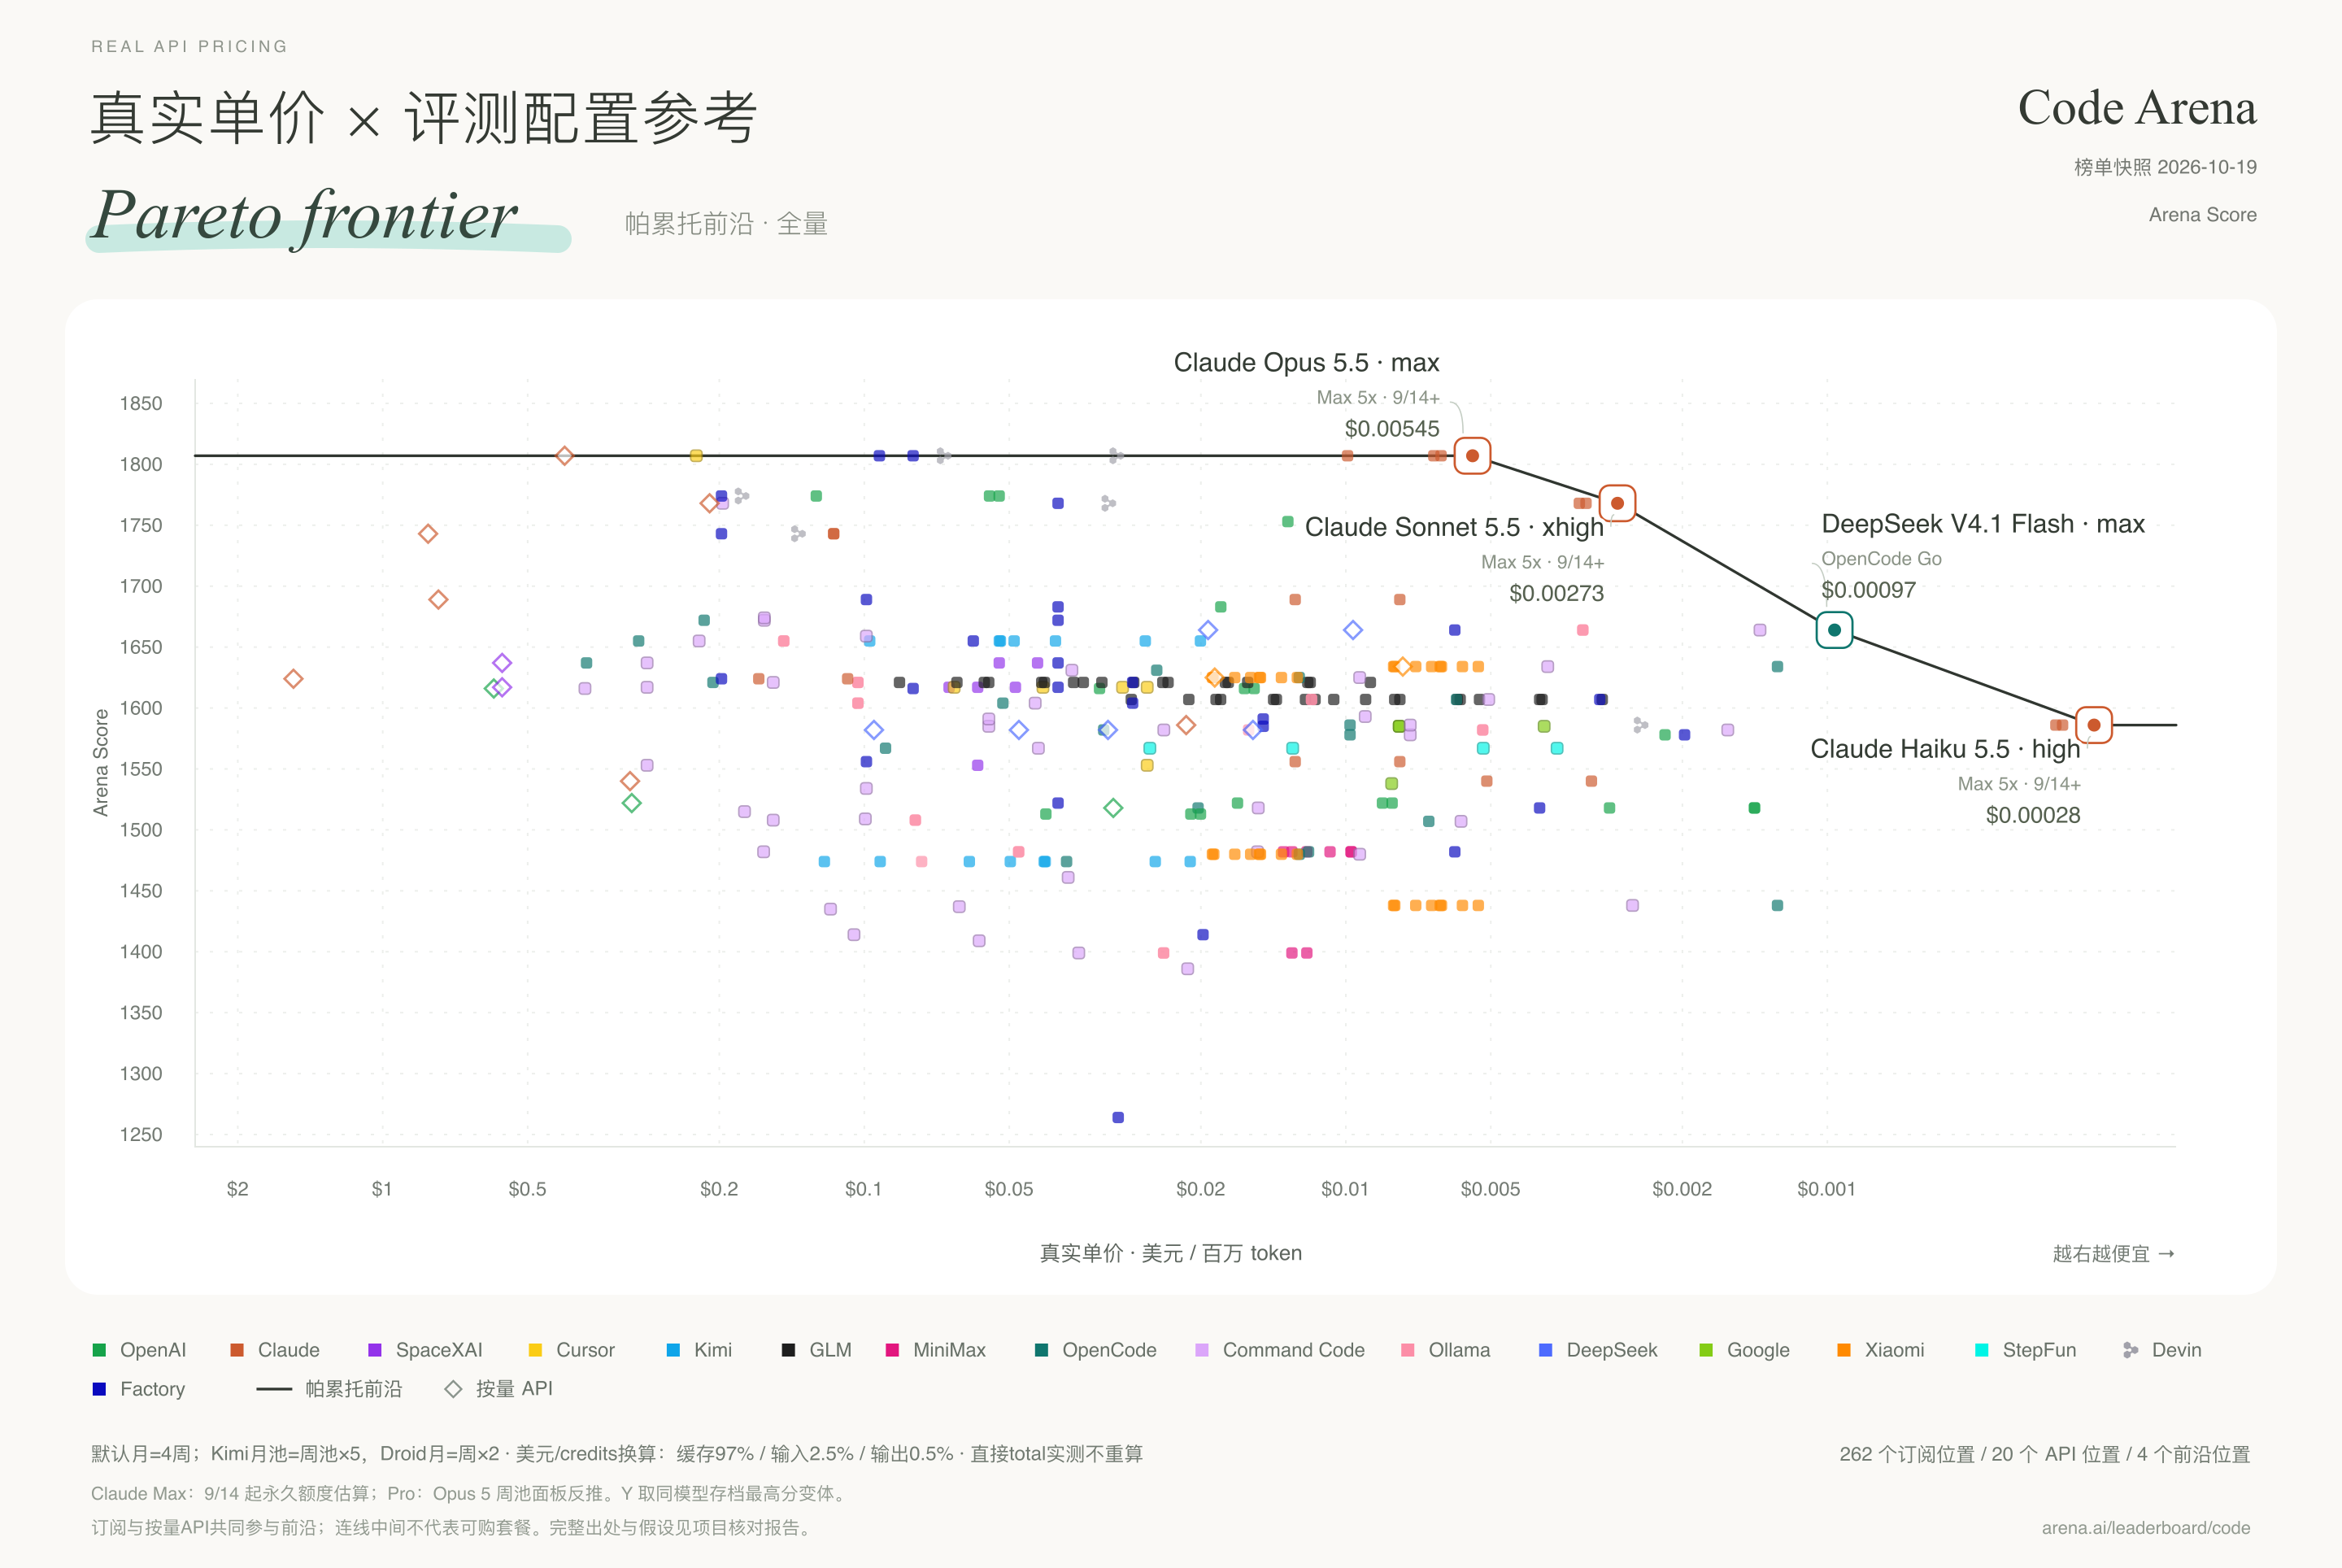 REAL API PRICING
真实单价 × 评测配置参考
Pareto frontier
帕累托前沿 · 全量
Code Arena
榜单快照 2026-10-19
Arena Score
Claude Opus 5.5 · max
Max 5x · 9/14+
$0.00545
Claude Sonnet 5.5 · xhigh
Max 5x · 9/14+
$0.00273
DeepSeek V4.1 Flash · max
OpenCode Go
$0.00097
Claude Haiku 5.5 · high
Max 5x · 9/14+
$0.00028
Arena Score
1850
1800
1750
1700
1650
1600
1550
1500
1450
1400
1350
1300
1250
$2
$1
$0.5
$0.2
$0.1
$0.05
$0.02
$0.01
$0.005
$0.002
$0.001
真实单价 · 美元 / 百万 token
越右越便宜 →
OpenAI
Claude
SpaceXAI
Cursor
Kimi
GLM
MiniMax
OpenCode
Command Code
Ollama
DeepSeek
Google
Xiaomi
StepFun
Devin
Factory
帕累托前沿
按量 API
默认月=4周；Kimi月池=周池×5，Droid月=周×2 · 美元/credits换算：缓存97% / 输入2.5% / 输出0.5% · 直接total实测不重算
262 个订阅位置 / 20 个 API 位置 / 4 个前沿位置
Claude Max：9/14 起永久额度估算；Pro：Opus 5 周池面板反推。Y 取同模型存档最高分变体。
订阅与按量API共同参与前沿；连线中间不代表可购套餐。完整出处与假设见项目核对报告。
arena.ai/leaderboard/code